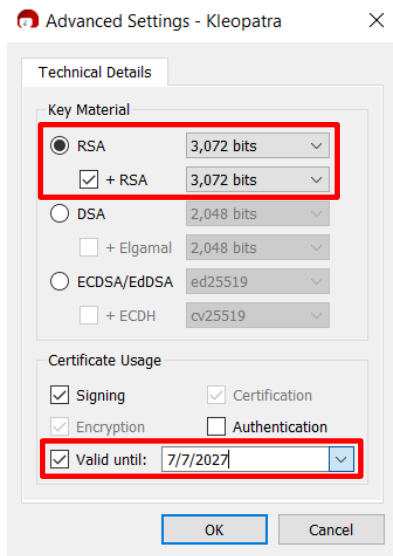 Advanced Settings - Kleopatra
Technical Details
Key Material
RSA 3,072 bits
+ RSA 3,072 bits
DSA 2,048 bits
+ Elgamal 2,048 bits
ECDSA/EdDSA ed25519
+ ECDH cv25519
Certificate Usage
Signing Certification
Encryption Authentication
Valid until: 7/7/2027
OK Cancel